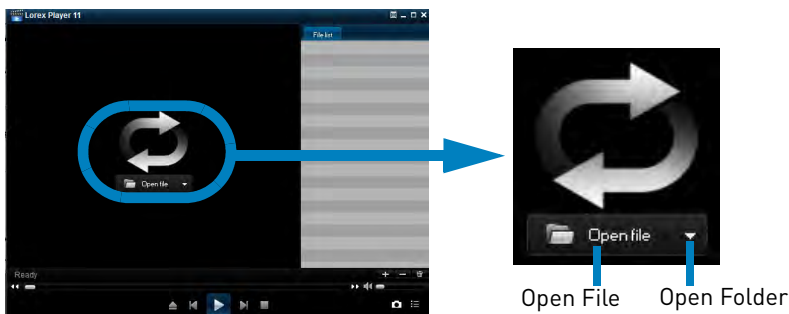 Lorex Player 11
File list
Open file
Ready
Open file
Open File
Open Folder